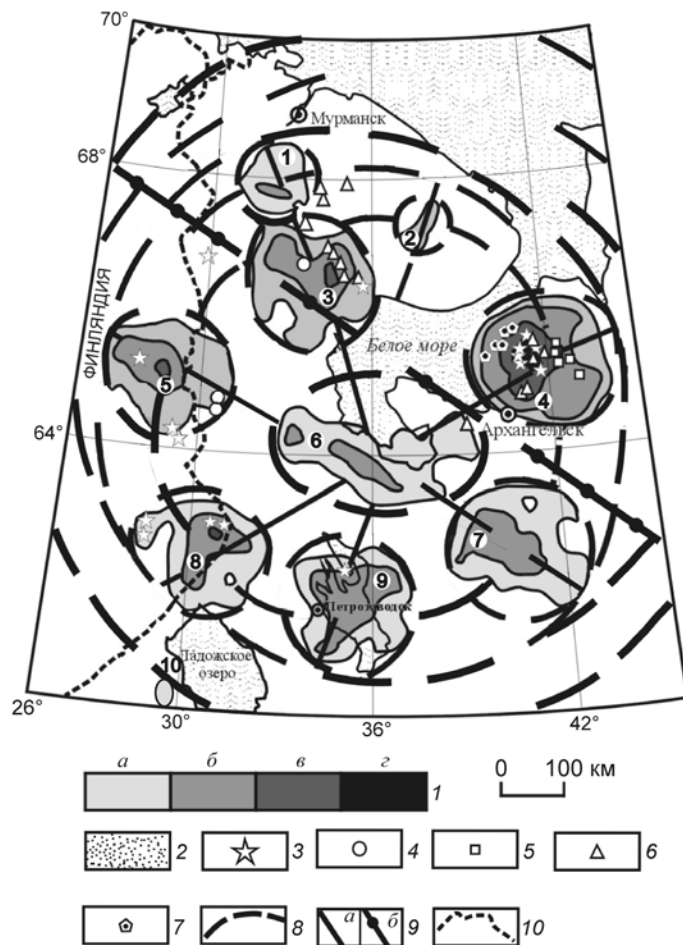 70°
Мурманск
68°
1
2
3
ФИНЛЯНДИЯ
Белое море
5
4
Архангельск
64°
6
7
8
9
Петрозаводск
Ладожское
озеро
10
26°
30°
36°
42°
а б в г
1
0 100 км
2 3 4 5 6
7 8 а б 9 10